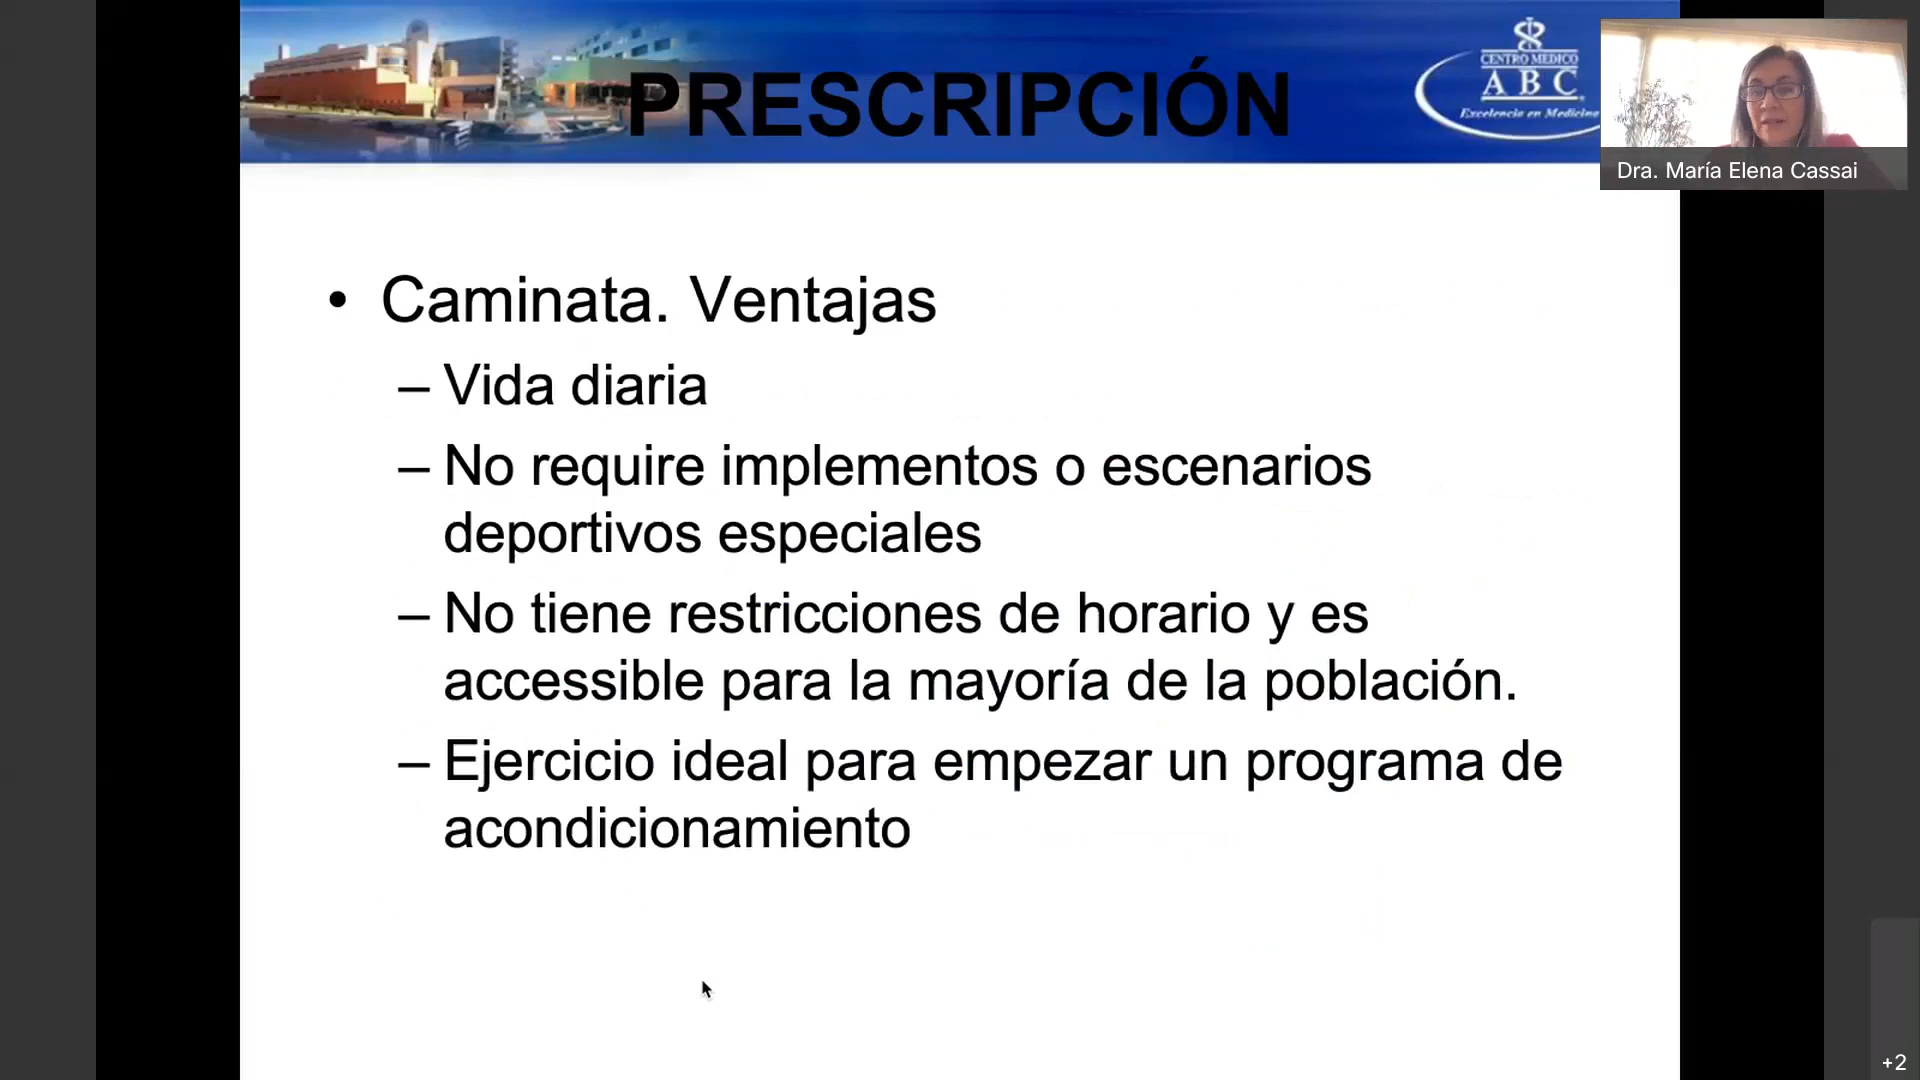 PRESCRIPCIÓN
CENTRO MEDICO
ABC
Excelencia en Medicina
Dra. María Elena Cassai
• Caminata. Ventajas
– Vida diaria
– No require implementos o escenarios
deportivos especiales
– No tiene restricciones de horario y es
accessible para la mayoría de la población.
– Ejercicio ideal para empezar un programa de
acondicionamiento
+2